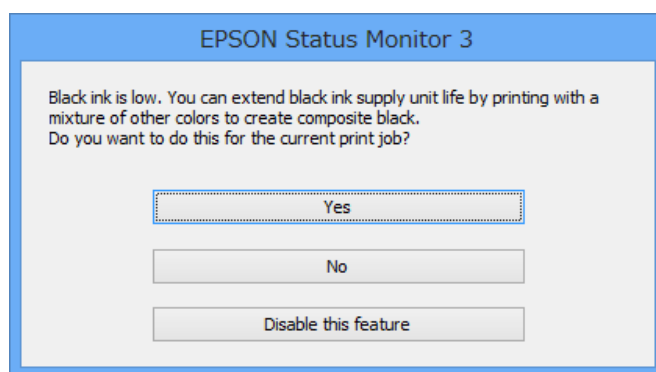 EPSON Status Monitor 3
Black ink is low. You can extend black ink supply unit life by printing with a
mixture of other colors to create composite black.
Do you want to do this for the current print job?
Yes
No
Disable this feature